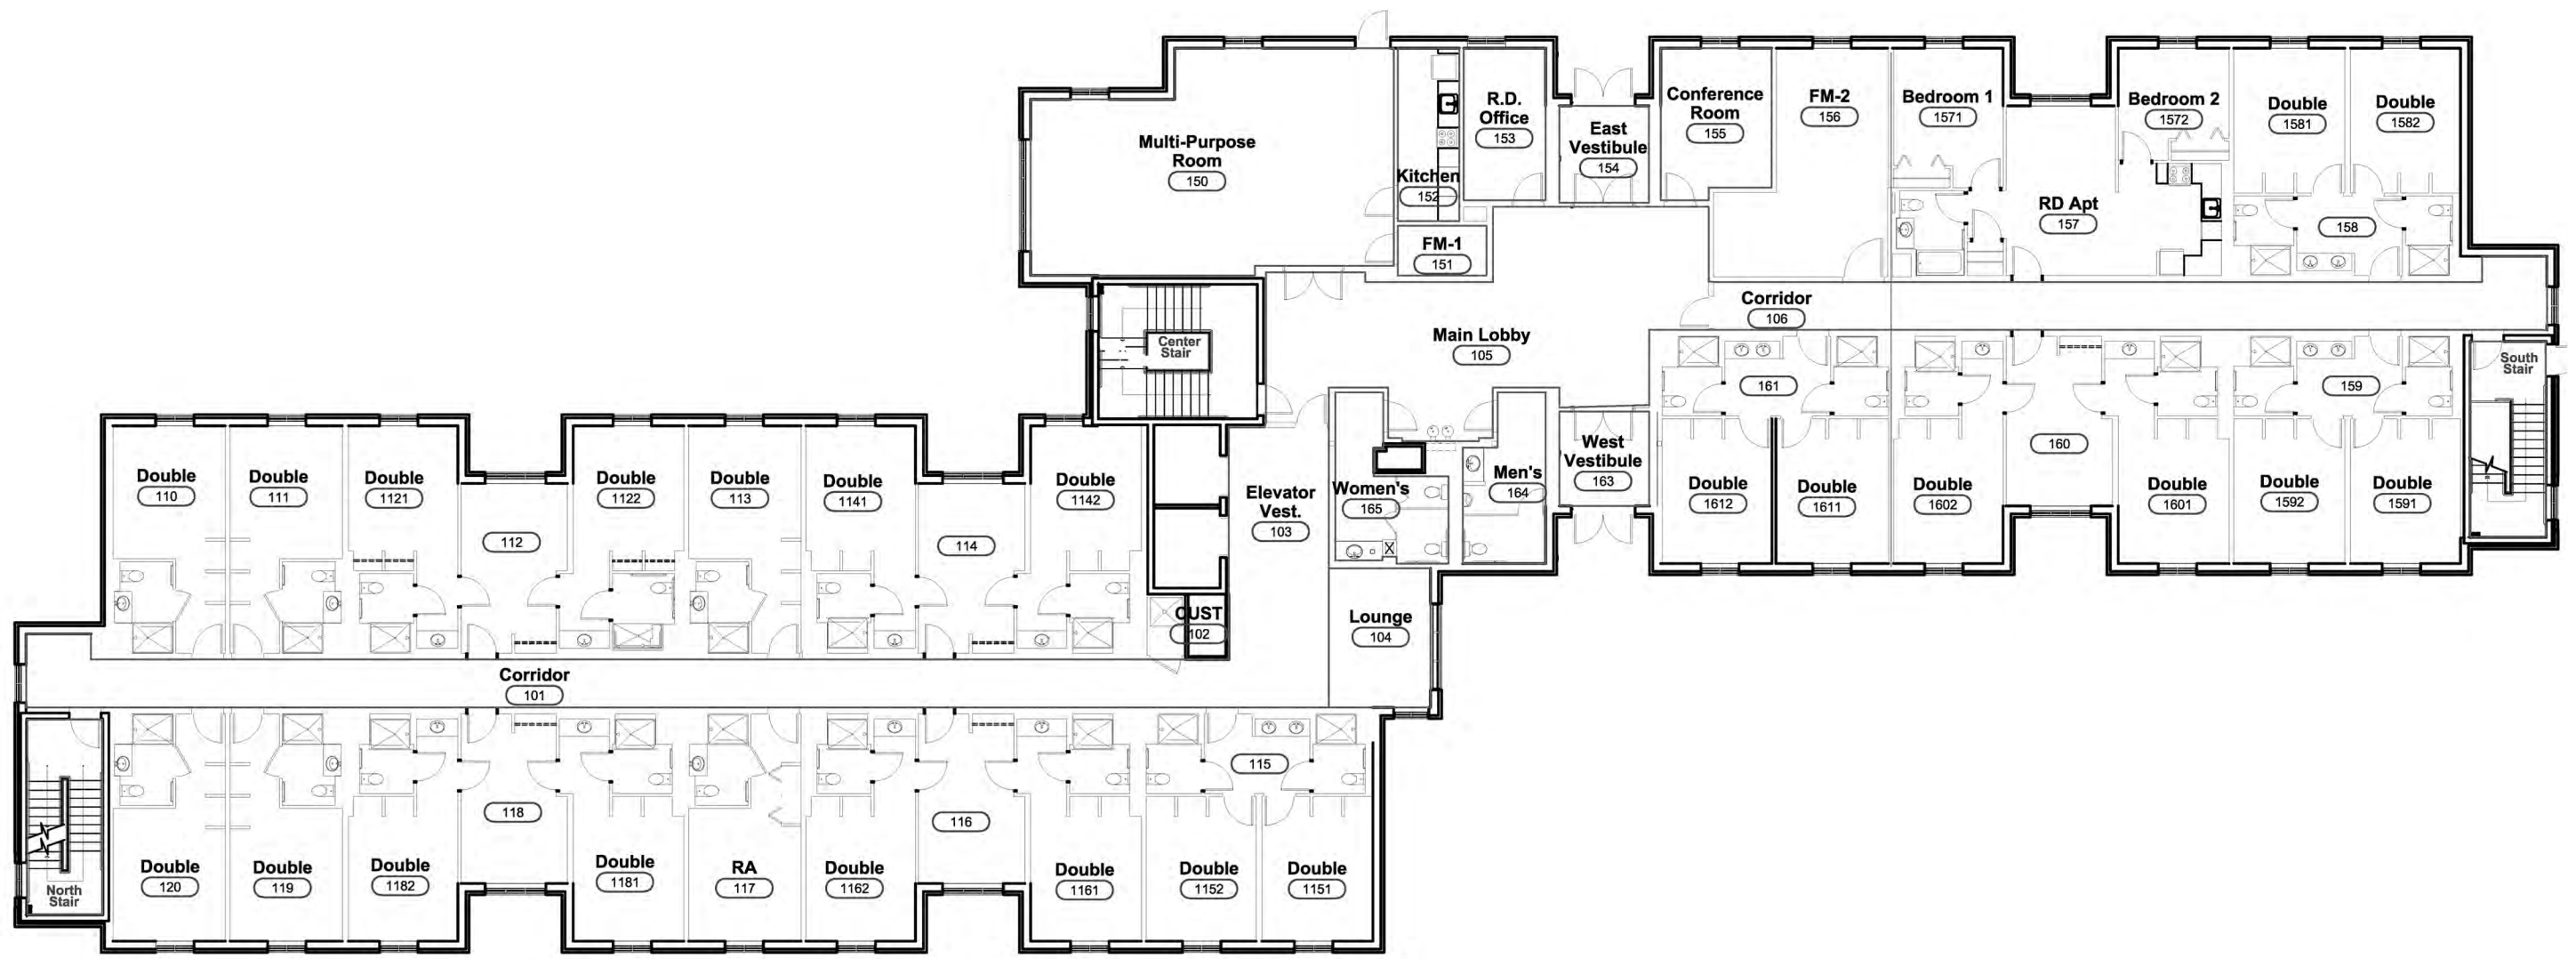 Multi-Purpose
Room
150
Kitchen
152
R.D.
Office
153
FM-1
151
East
Vestibule
154
Conference
Room
155
FM-2
156
Bedroom 1
1571
RD Apt
157
Bedroom 2
1572
Double
1581
Double
1582
158
Corridor
106
Main Lobby
105
Center
Stair
South
Stair
161
160
159
Double
1612
Double
1611
Double
1602
Double
1601
Double
1592
Double
1591
West
Vestibule
163
Men's
164
Women's
165
Elevator
Vest.
103
Lounge
104
CUST
102
Double
110
Double
111
Double
1121
112
Double
1122
Double
113
Double
1141
114
Double
1142
Corridor
101
North
Stair
Double
120
Double
119
Double
1182
118
Double
1181
RA
117
Double
1162
116
Double
1161
Double
1152
115
Double
1151